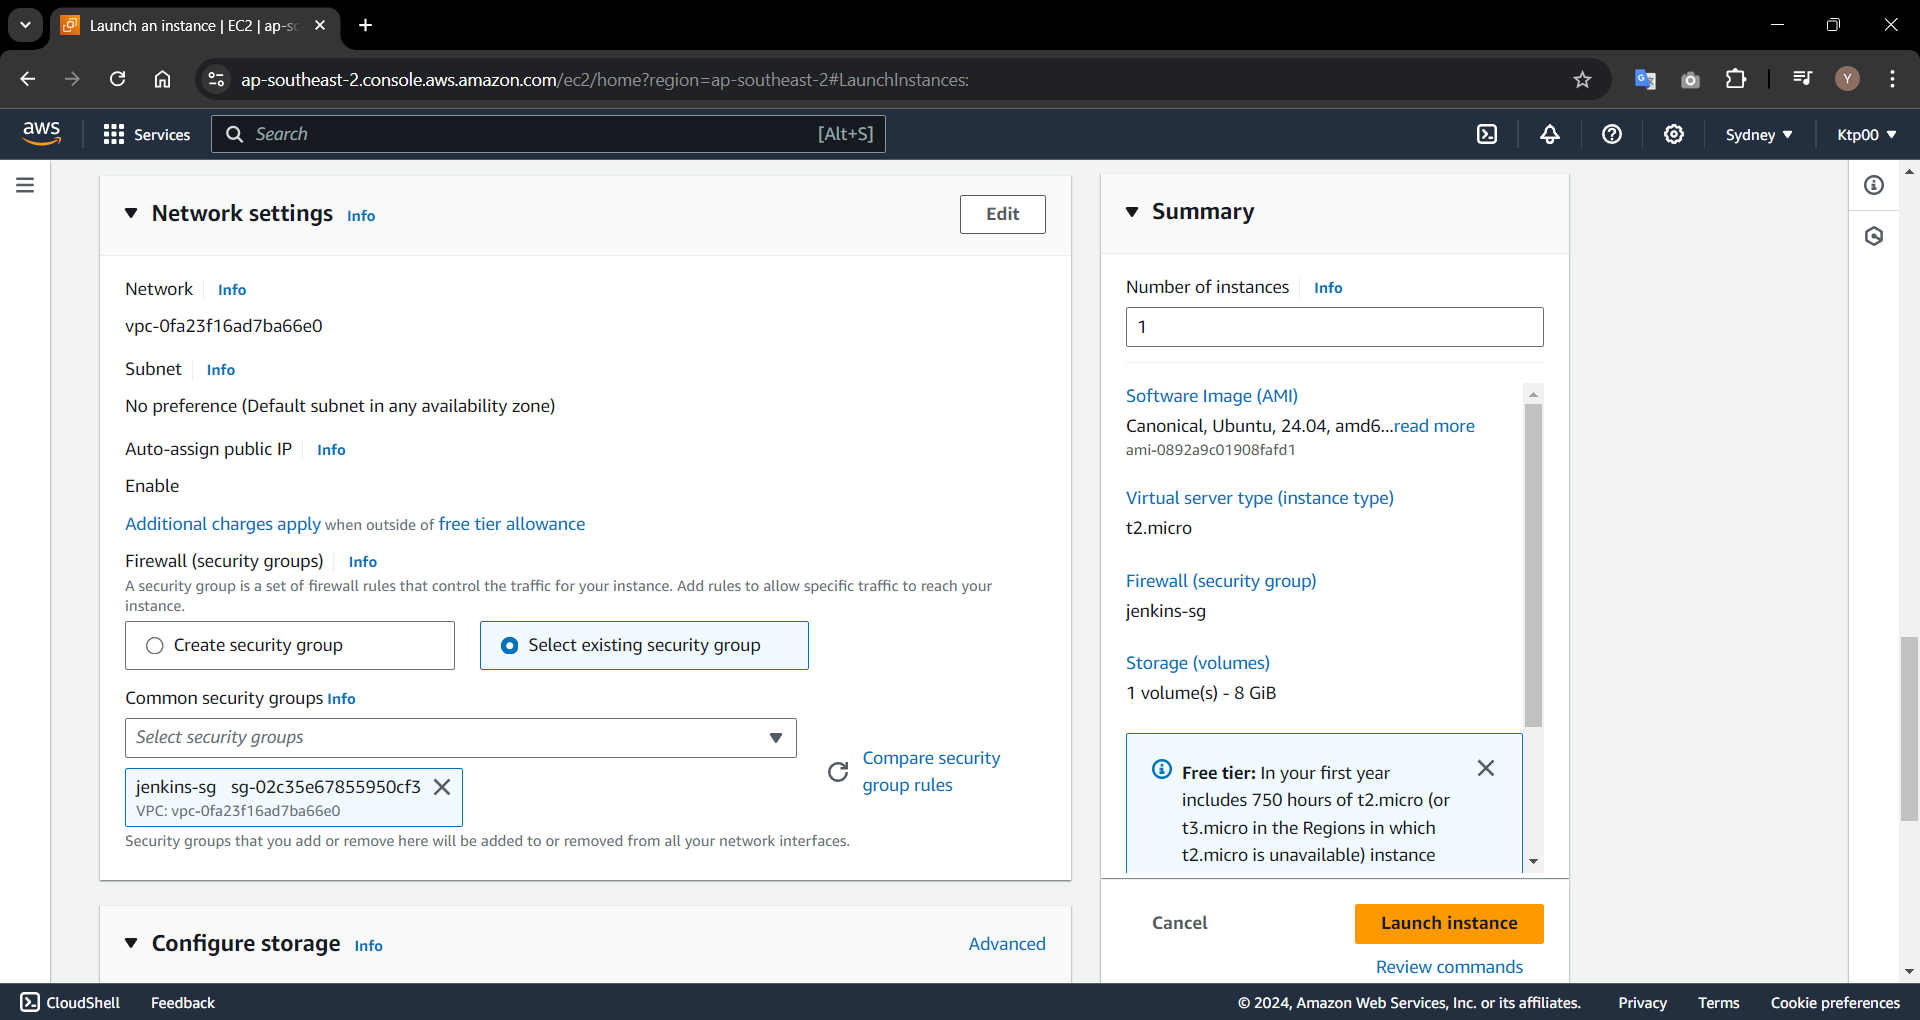 Launch an instance | EC2 | ap-so
ap-southeast-2.console.aws.amazon.com/ec2/home?region=ap-southeast-2#LaunchInstances:
Y
aws
Services
Search
[Alt+S]
Sydney
Ktp00
Network settings Info
Edit
Network Info
vpc-0fa23f16ad7ba66e0
Subnet Info
No preference (Default subnet in any availability zone)
Auto-assign public IP Info
Enable
Additional charges apply when outside of free tier allowance
Firewall (security groups) Info
A security group is a set of firewall rules that control the traffic for your instance. Add rules to allow specific traffic to reach your
instance.
Create security group
Select existing security group
Common security groups Info
Select security groups
Compare security
group rules
jenkins-sg sg-02c35e67855950cf3
VPC: vpc-0fa23f16ad7ba66e0
Security groups that you add or remove here will be added to or removed from all your network interfaces.
Configure storage Info
Advanced
Summary
Number of instances Info
1
Software Image (AMI)
Canonical, Ubuntu, 24.04, amd6...read more
ami-0892a9c01908fafd1
Virtual server type (instance type)
t2.micro
Firewall (security group)
jenkins-sg
Storage (volumes)
1 volume(s) - 8 GiB
Free tier: In your first year
includes 750 hours of t2.micro (or
t3.micro in the Regions in which
t2.micro is unavailable) instance
Cancel
Launch instance
Review commands
CloudShell
Feedback
© 2024, Amazon Web Services, Inc. or its affiliates.
Privacy
Terms
Cookie preferences